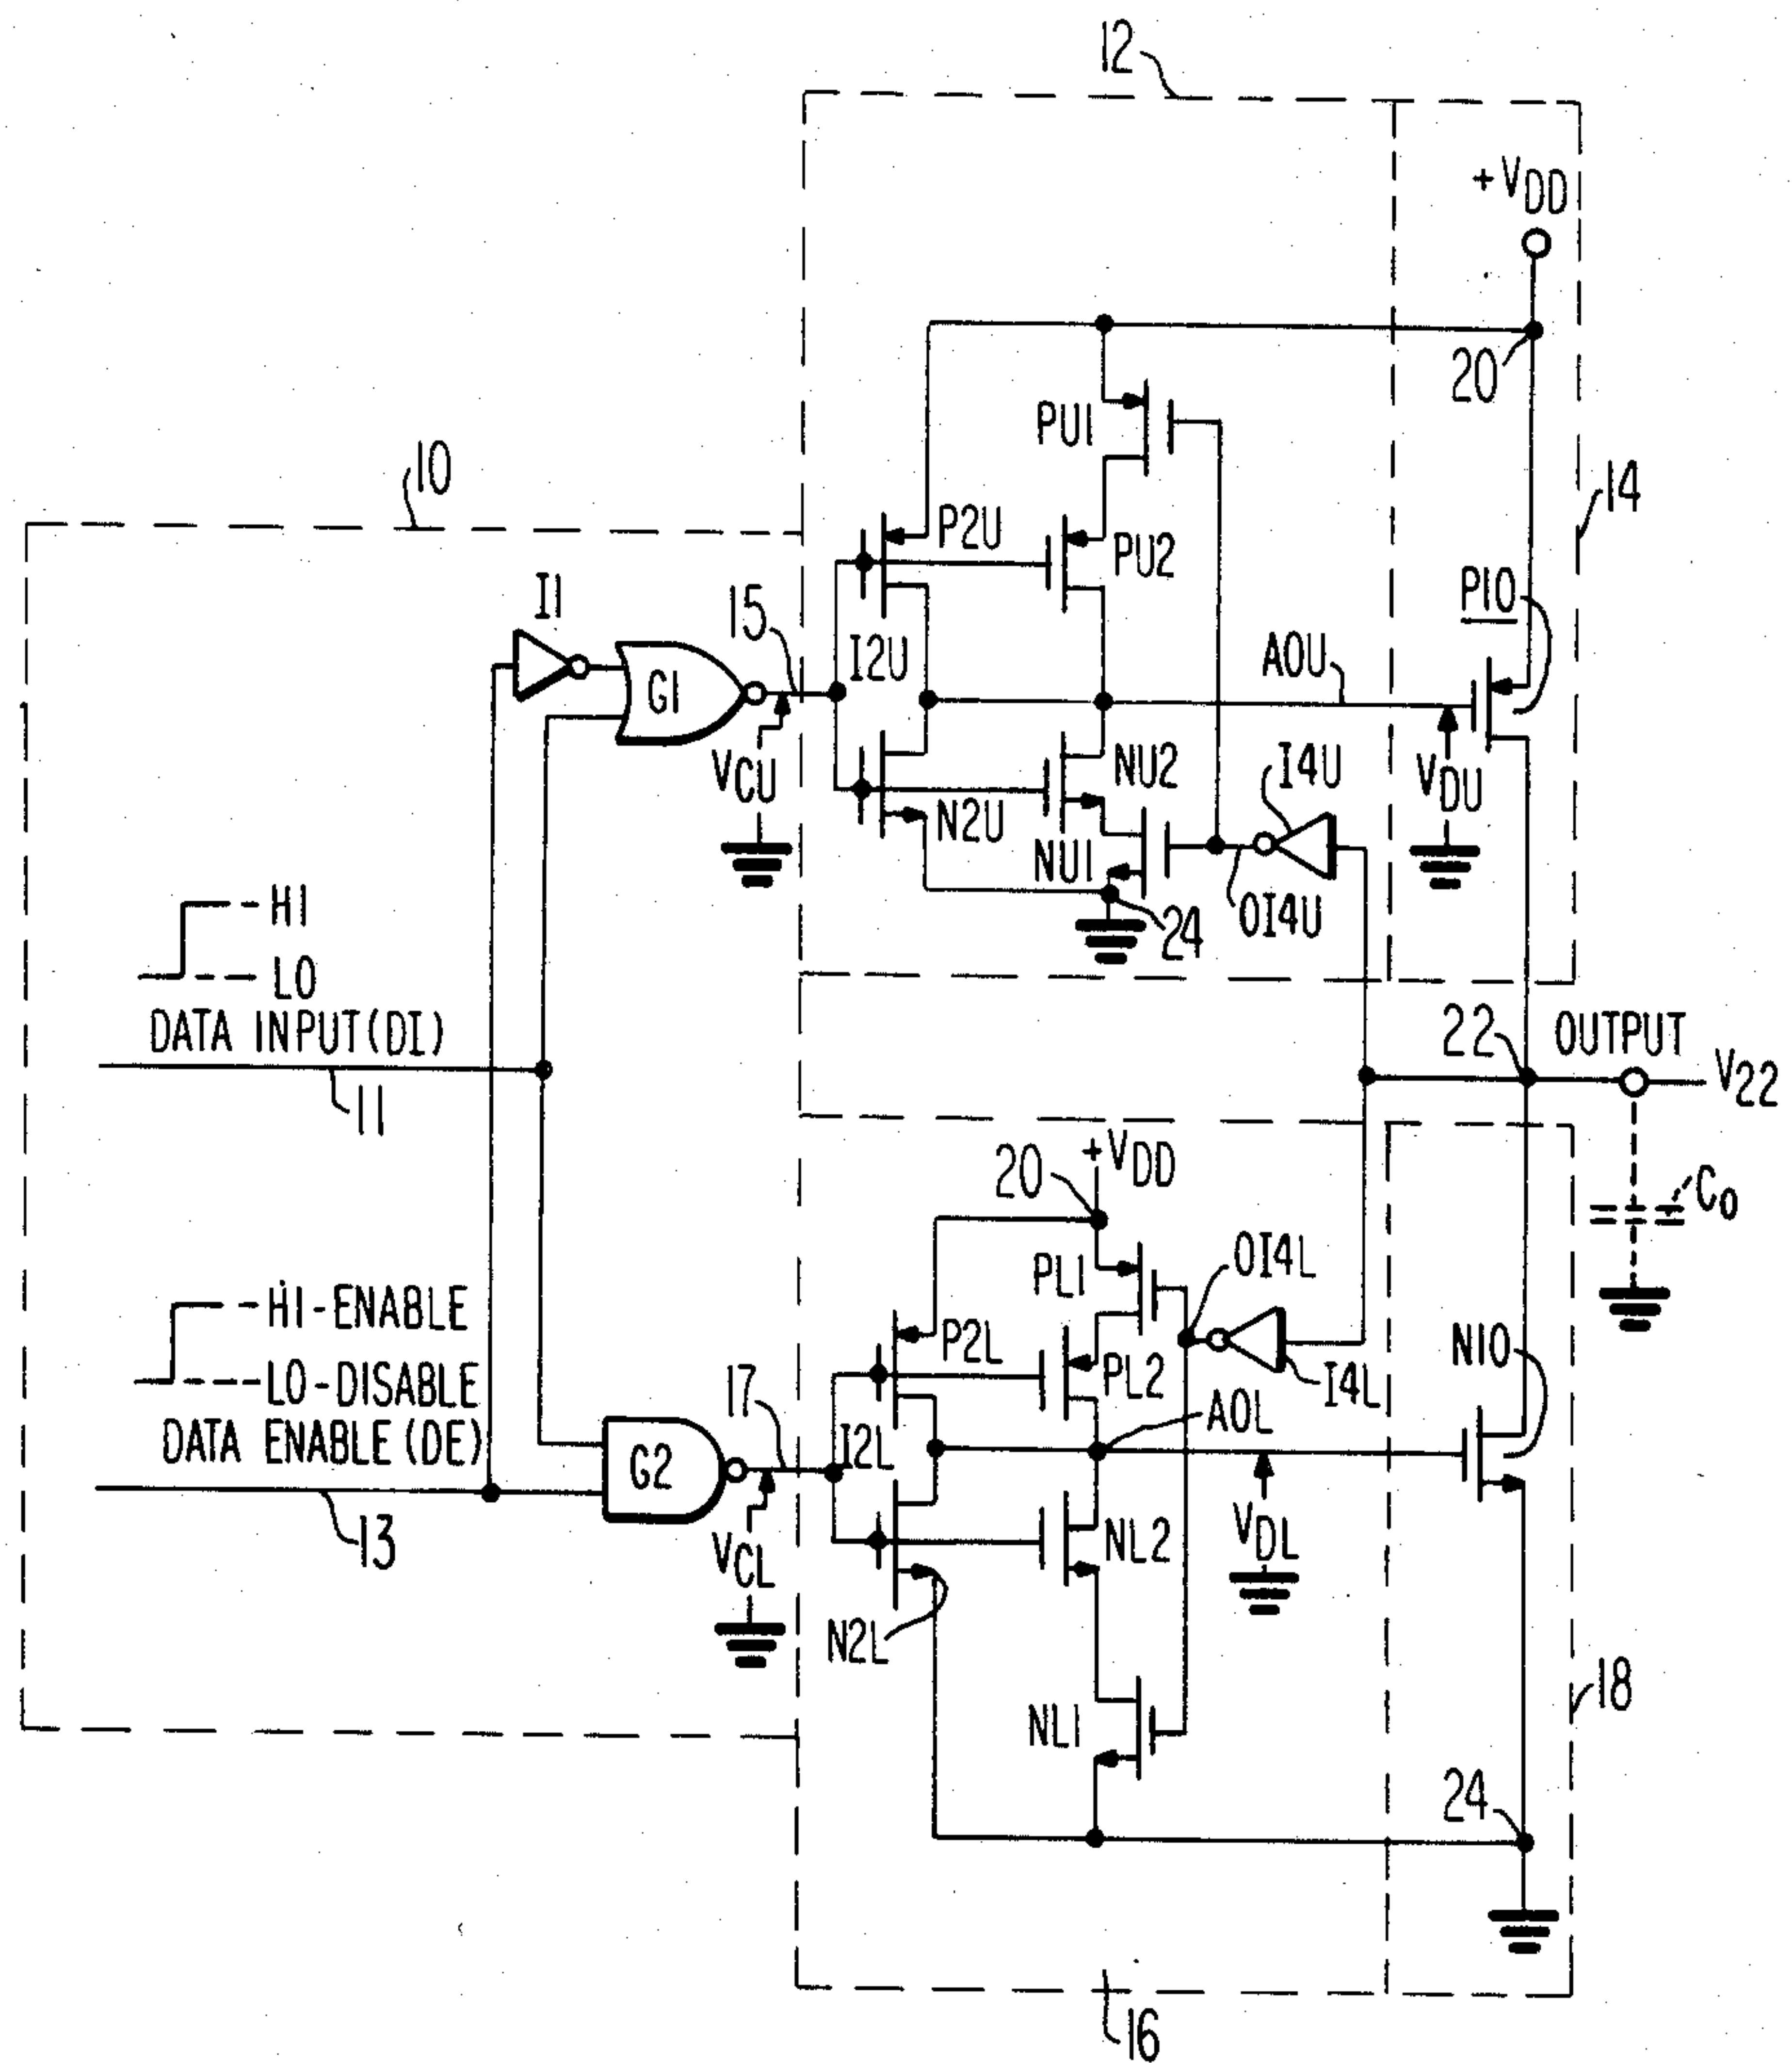 12
+VDD
20
PU1
10
14
P2U
PU2
P10
I1
15
I2U
AOU
G1
VCU
NU2
I4U
VDU
N2U
NU1
HI
OI4U
24
LO
DATA INPUT (DI)
22
OUTPUT
V22
11
+VDD
20
C0
PL1
OI4L
HI-ENABLE
P2L
N10
LO-DISABLE
PL2
I4L
17
DATA ENABLE (DE)
AOL
I2L
G2
13
VCL
NL2
VDL
N2L
18
NL1
24
16